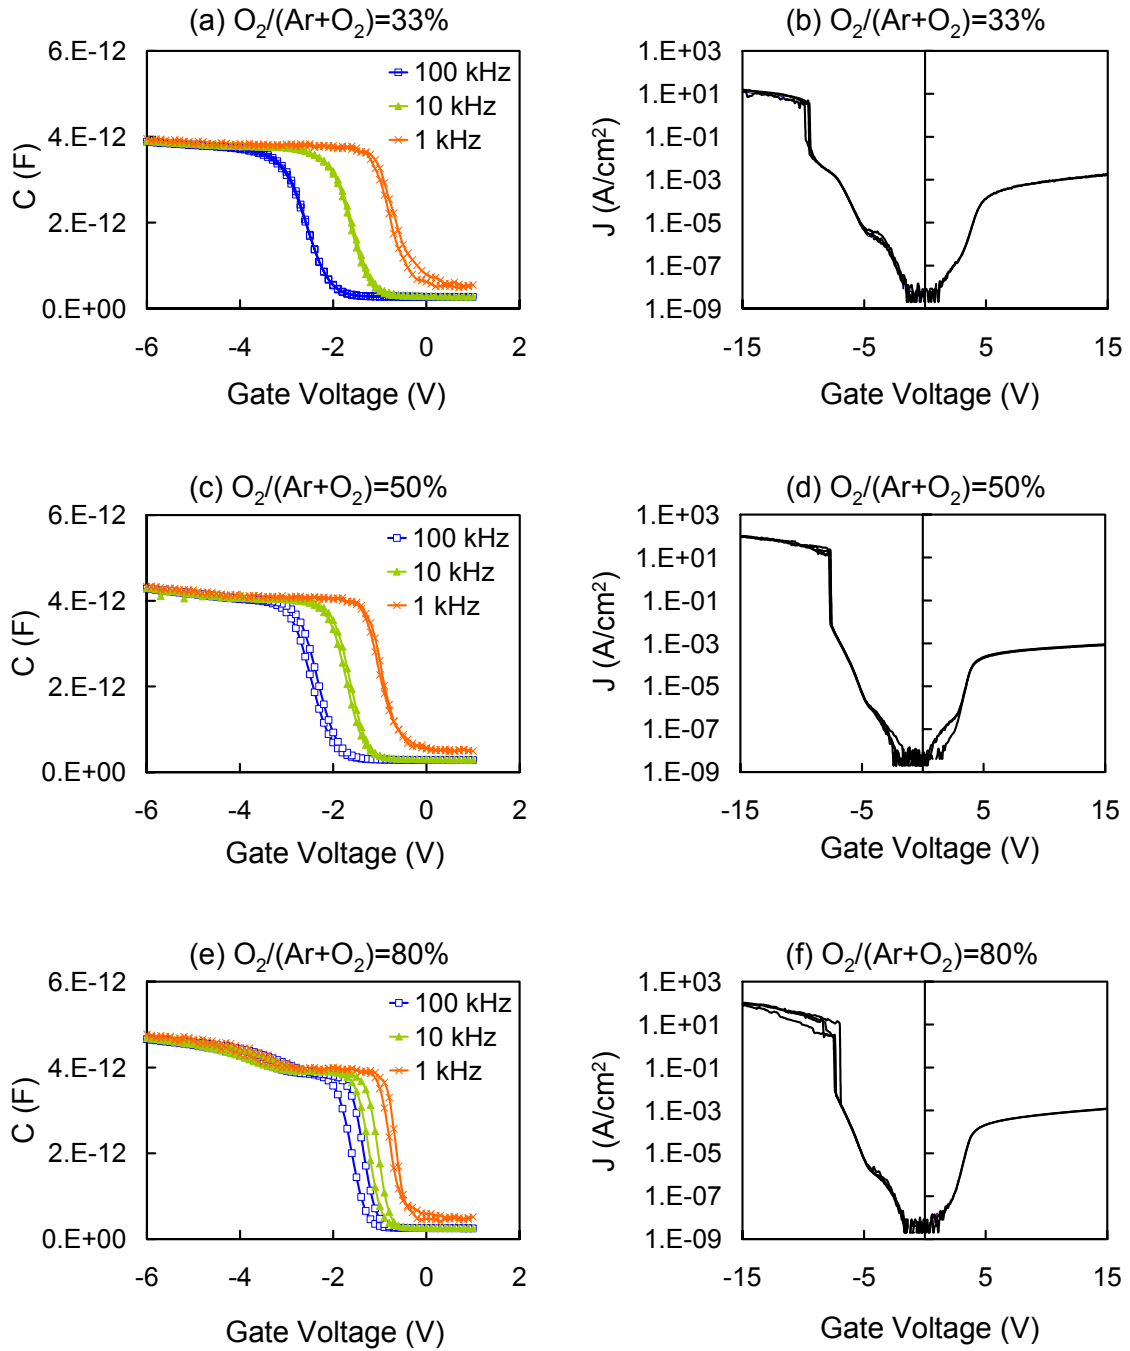 (a) O2/(Ar+O2)=33%
6.E-12
4.E-12
2.E-12
0.E+00
C (F)
100 kHz
10 kHz
1 kHz
-6 -4 -2 0 2
Gate Voltage (V)
(b) O2/(Ar+O2)=33%
1.E+03
1.E+01
1.E-01
1.E-03
1.E-05
1.E-07
1.E-09
J (A/cm2)
-15 -5 5 15
Gate Voltage (V)
(c) O2/(Ar+O2)=50%
6.E-12
4.E-12
2.E-12
0.E+00
C (F)
100 kHz
10 kHz
1 kHz
-6 -4 -2 0 2
Gate Voltage (V)
(d) O2/(Ar+O2)=50%
1.E+03
1.E+01
1.E-01
1.E-03
1.E-05
1.E-07
1.E-09
J (A/cm2)
-15 -5 5 15
Gate Voltage (V)
(e) O2/(Ar+O2)=80%
6.E-12
4.E-12
2.E-12
0.E+00
C (F)
100 kHz
10 kHz
1 kHz
-6 -4 -2 0 2
Gate Voltage (V)
(f) O2/(Ar+O2)=80%
1.E+03
1.E+01
1.E-01
1.E-03
1.E-05
1.E-07
1.E-09
J (A/cm2)
-15 -5 5 15
Gate Voltage (V)